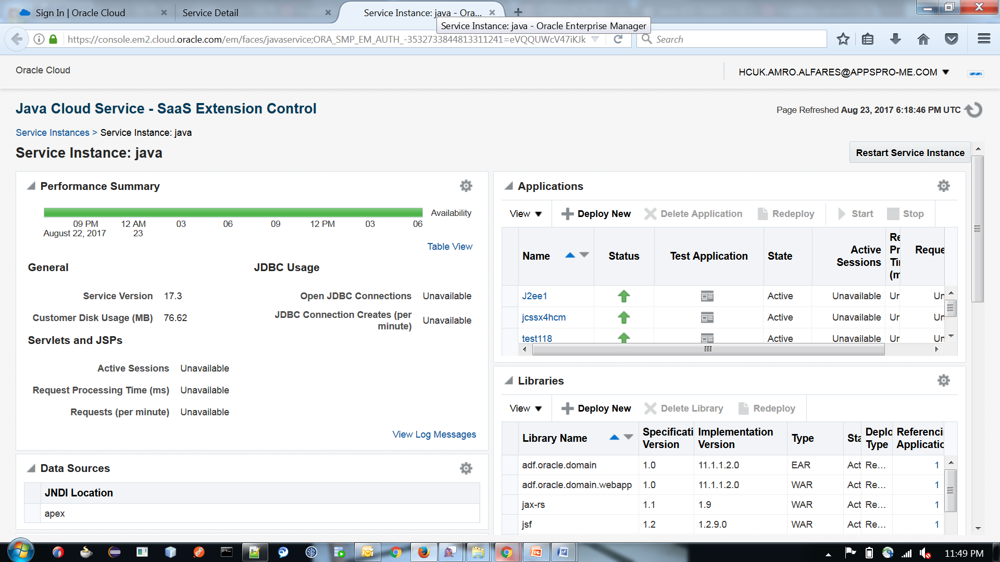 Sign In | Oracle Cloud
Service Detail
Service Instance: java - Ora...
Service Instance: java - Oracle Enterprise Manager
https://console.em2.cloud.oracle.com/em/faces/javaservice;ORA_SMP_EM_AUTH_-3532733844813311241=eVQQUWcV47iKJk
Search
Oracle Cloud
HCUK.AMRO.ALFARES@APPSPRO-ME.COM
Java Cloud Service - SaaS Extension Control
Page Refreshed Aug 23, 2017 6:18:46 PM UTC
Service Instances > Service Instance: java
Service Instance: java
Restart Service Instance
Performance Summary
Availability
09 PM 12 AM 03 06 09 12 PM 03 06
August 22, 2017 23
Table View
General
Service Version 17.3
Customer Disk Usage (MB) 76.62
JDBC Usage
Open JDBC Connections Unavailable
JDBC Connection Creates (per minute) Unavailable
Servlets and JSPs
Active Sessions Unavailable
Request Processing Time (ms) Unavailable
Requests (per minute) Unavailable
View Log Messages
Data Sources
JNDI Location
apex
Applications
View Deploy New Delete Application Redeploy Start Stop
Name Status Test Application State Active Sessions Re Pr Ti (m Reque
J2ee1 Active Unavailable Ur Un
jcssx4hcm Active Unavailable Ur Un
test118 Active Unavailable Ur Un
Libraries
View Deploy New Delete Library Redeploy
Library Name Specificati Version Implementation Version Type Sta Deplo Type Referenci Applicatio
adf.oracle.domain 1.0 11.1.1.2.0 EAR Act Re... 1
adf.oracle.domain.webapp 1.0 11.1.1.2.0 WAR Act Re... 1
jax-rs 1.1 1.9 WAR Act Re... 1
jsf 1.2 1.2.9.0 WAR Act Re... 1
11:49 PM